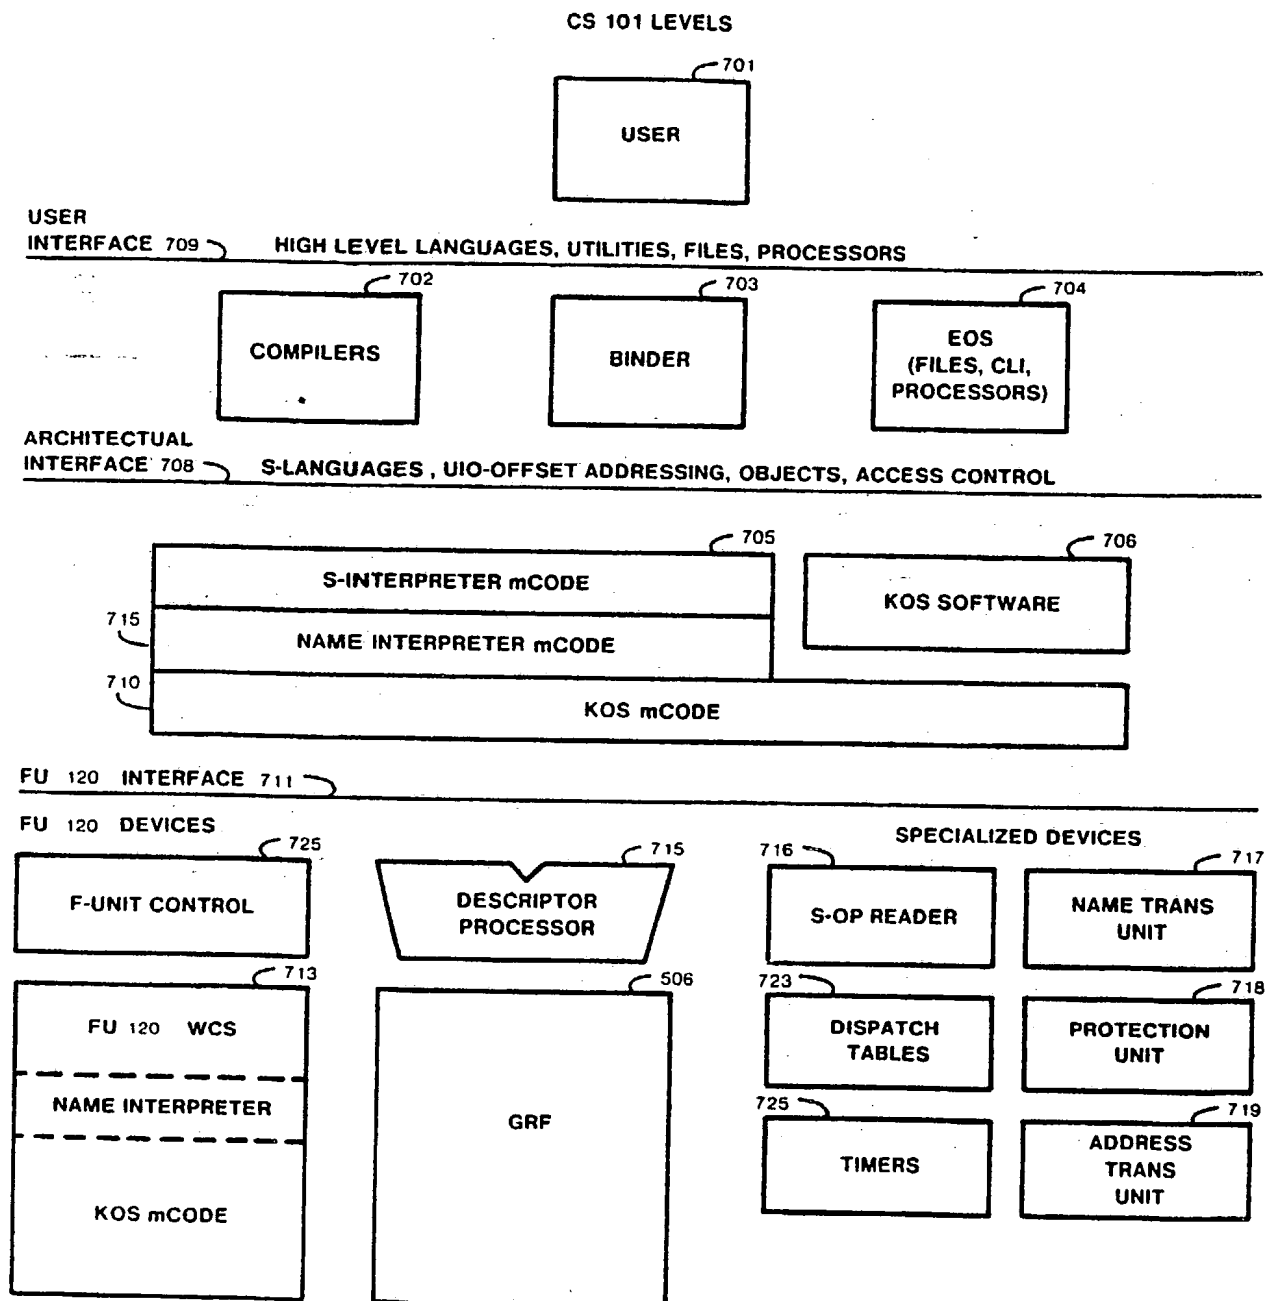 CS 101 LEVELS
701
USER
USER
INTERFACE 709
HIGH LEVEL LANGUAGES, UTILITIES, FILES, PROCESSORS
702
703
704
COMPILERS
BINDER
EOS
(FILES, CLI,
PROCESSORS)
ARCHITECTUAL
INTERFACE 708
S-LANGUAGES , UIO-OFFSET ADDRESSING, OBJECTS, ACCESS CONTROL
705
706
S-INTERPRETER mCODE
KOS SOFTWARE
715
NAME INTERPRETER mCODE
710
KOS mCODE
FU 120 INTERFACE 711
FU 120 DEVICES
SPECIALIZED DEVICES
725
715
716
717
F-UNIT CONTROL
DESCRIPTOR
PROCESSOR
S-OP READER
NAME TRANS
UNIT
713
506
723
718
FU 120 WCS
DISPATCH
TABLES
PROTECTION
UNIT
NAME INTERPRETER
GRF
725
719
TIMERS
ADDRESS
TRANS
UNIT
KOS mCODE